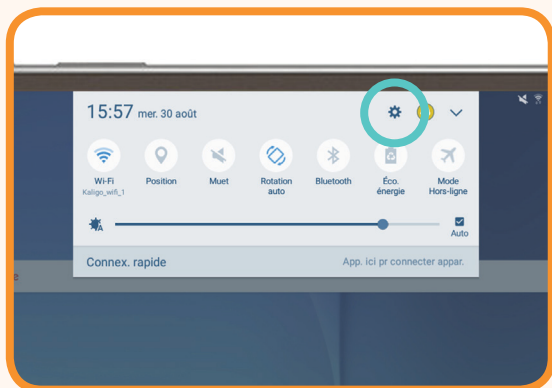 15:57 mer. 30 août
Wi-Fi
Kaligo_wifi_1
Position
Muet
Rotation
auto
Bluetooth
Éco.
énergie
Mode
Hors-ligne
A
Auto
Connex. rapide
App. ici pr connecter appar.
e